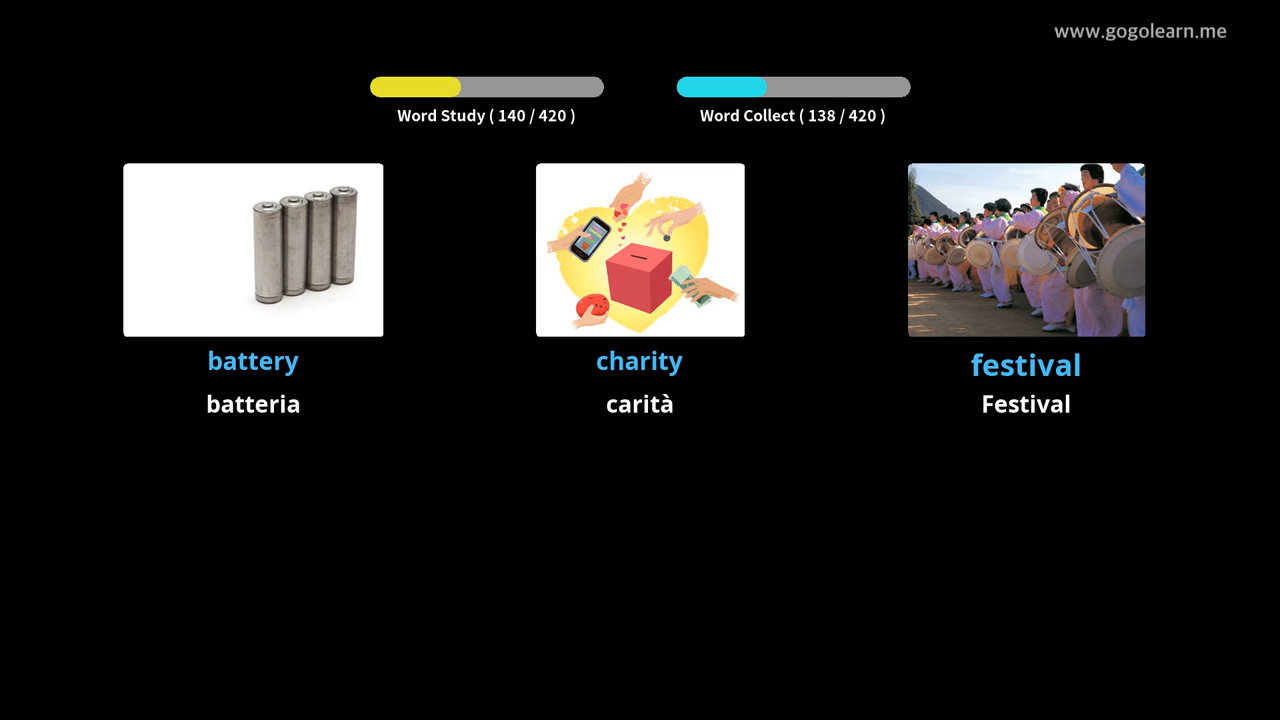 www.gogolearn.me
Word Study ( 140 / 420 )
Word Collect ( 138 / 420 )
battery
batteria
charity
carità
festival
Festival